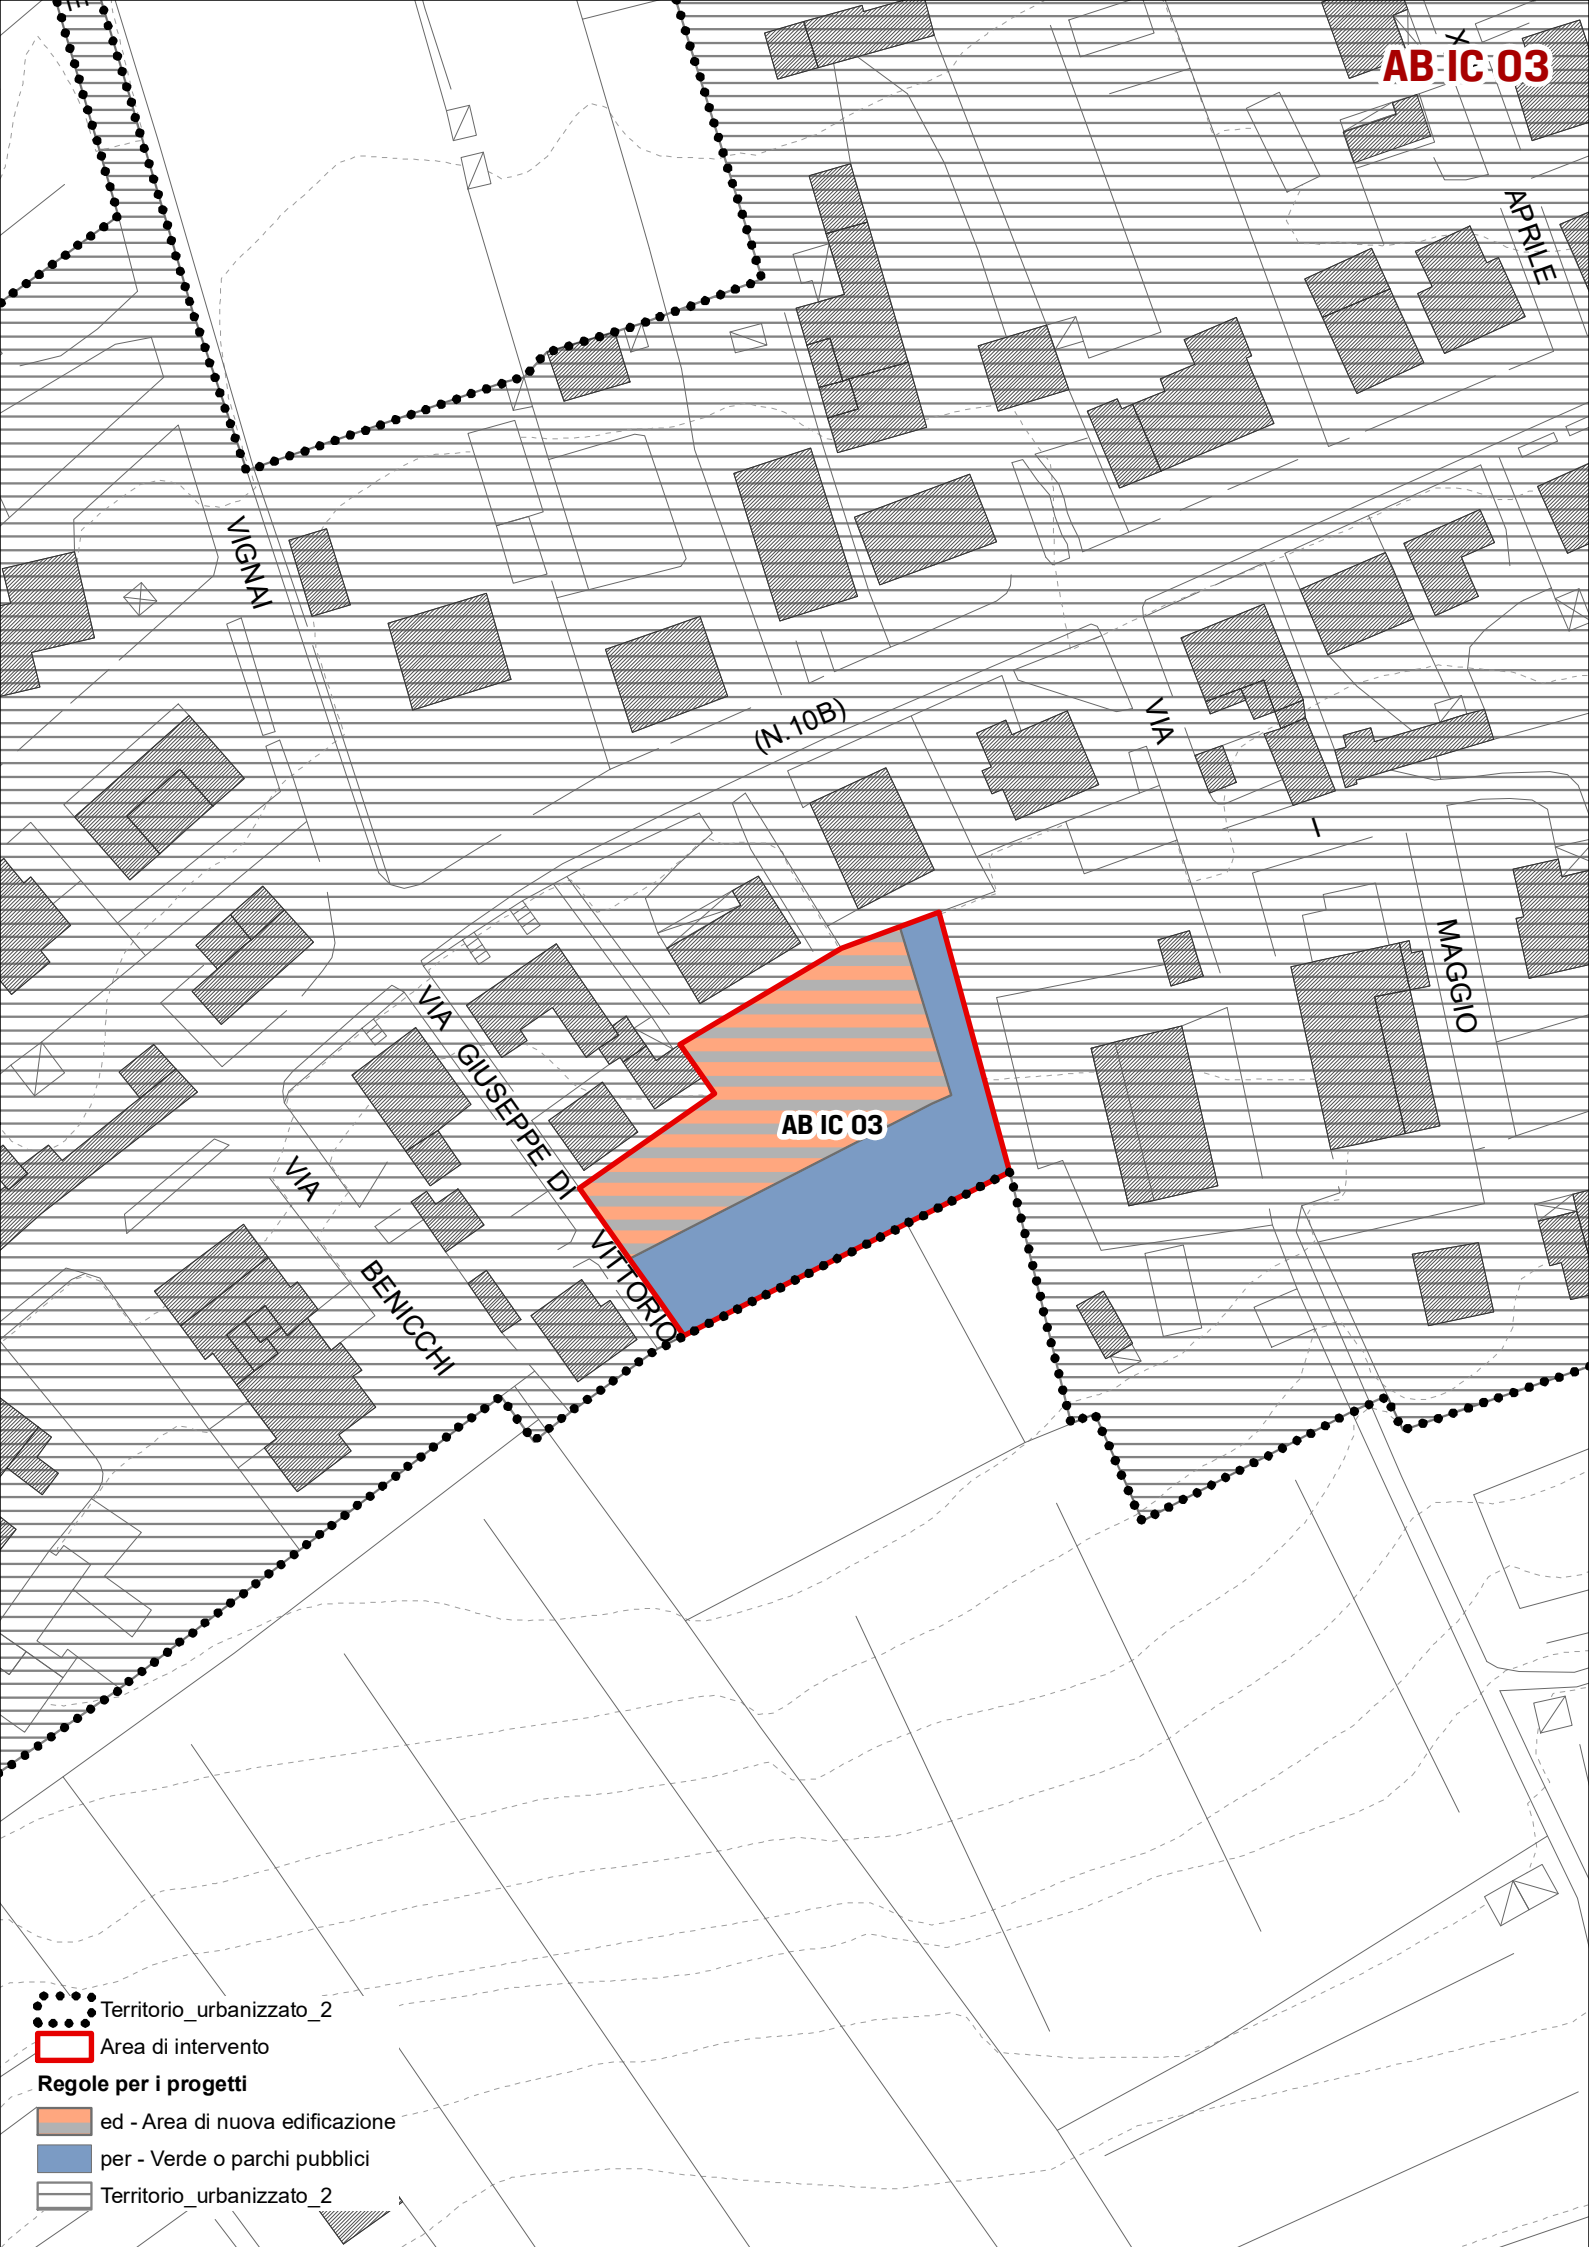 AB IC 03
X
APRILE
VIGNAI
(N.10B)
VIA
I
MAGGIO
VIA
GIUSEPPE DI
VITTORIO
AB IC 03
VIA
BENICCHI
Territorio_urbanizzato_2
Area di intervento
Regole per i progetti
ed - Area di nuova edificazione
per - Verde o parchi pubblici
Territorio_urbanizzato_2